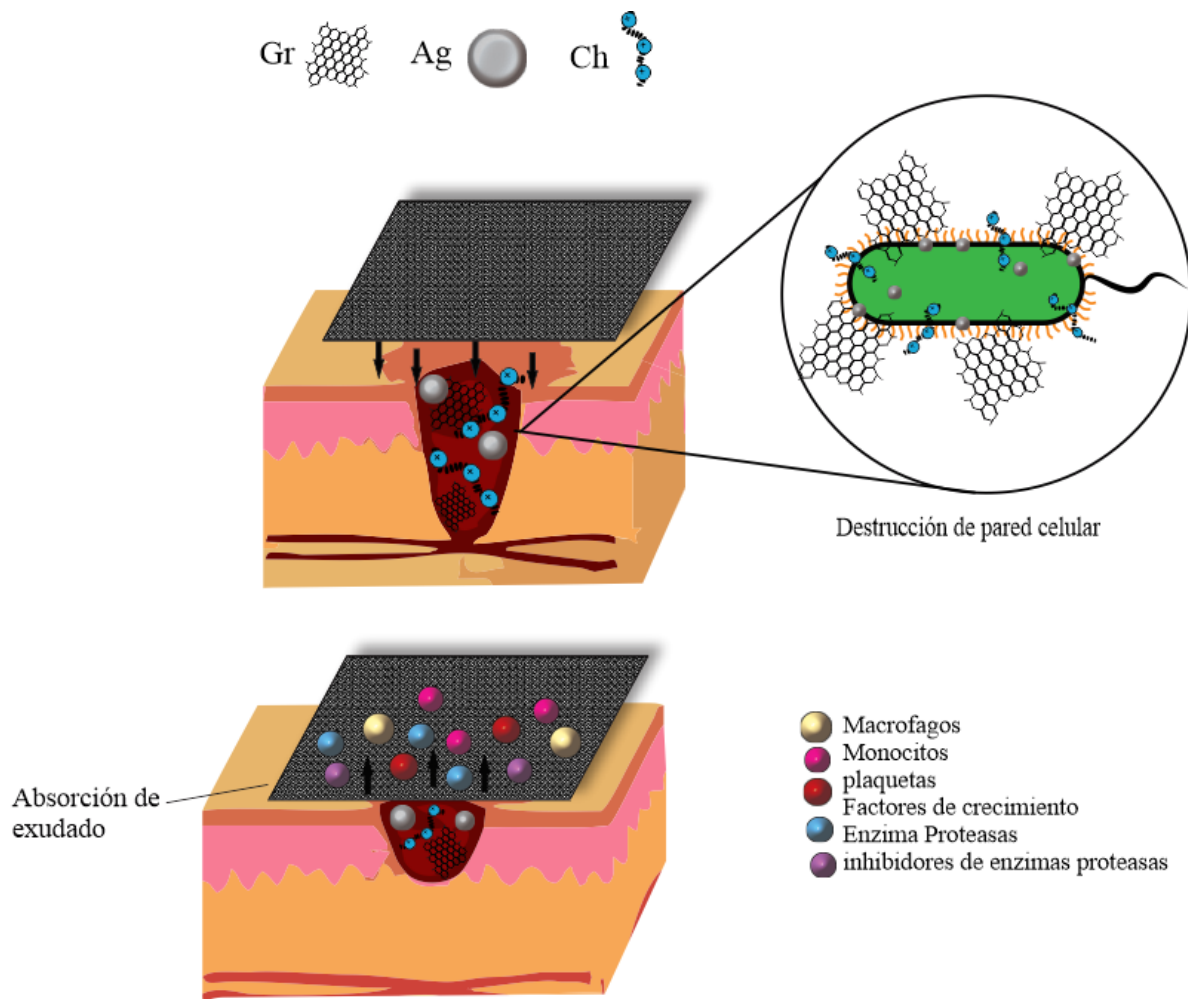 Gr
Ag
Ch
Destrucción de pared celular
Absorción de
exudado
Macrofagos
Monocitos
plaquetas
Factores de crecimiento
Enzima Proteasas
inhibidores de enzimas proteasas